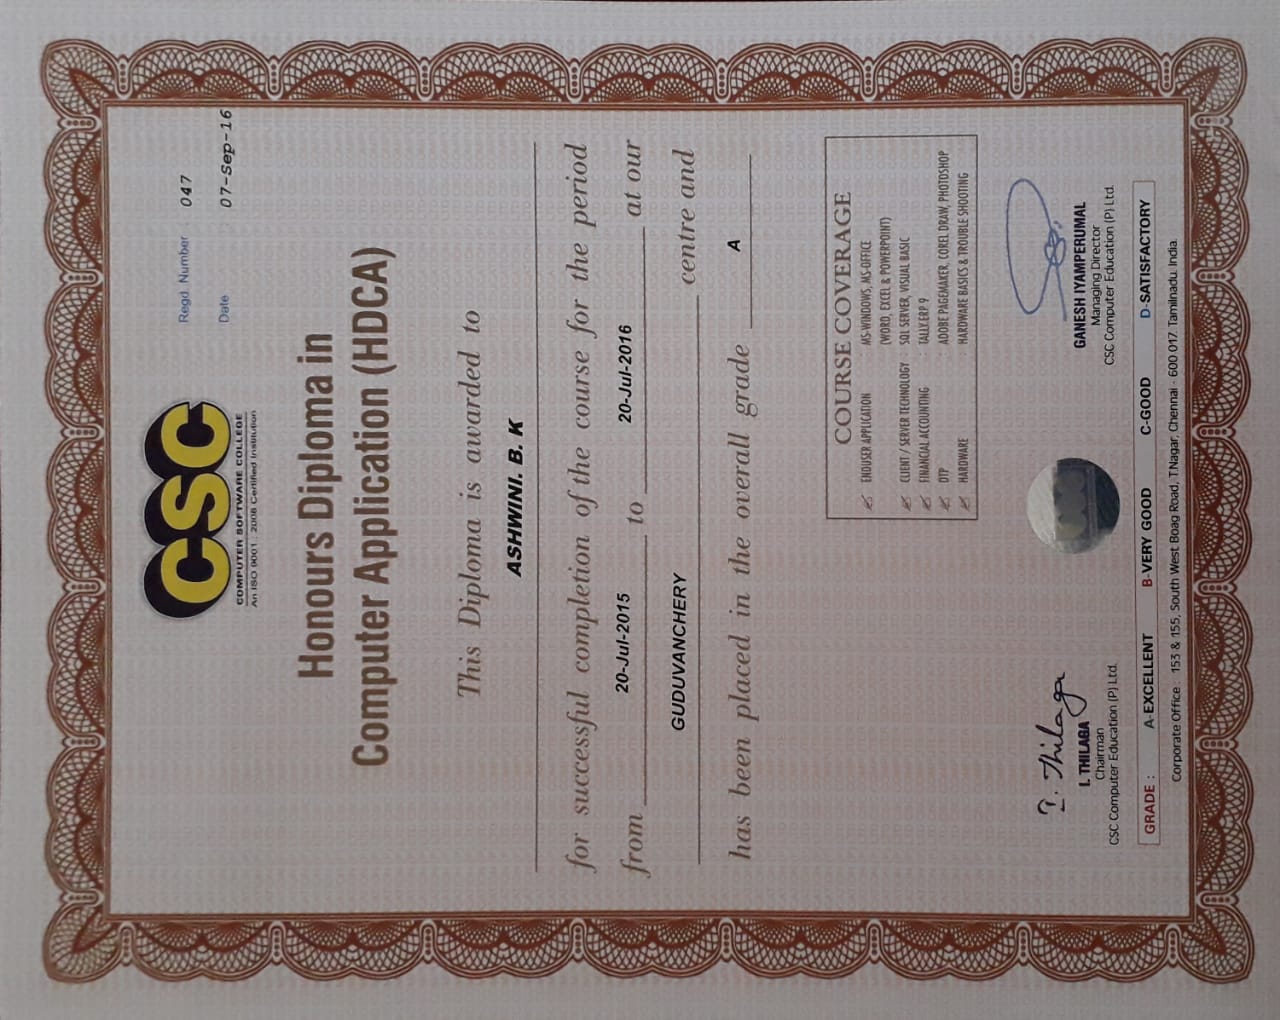 Regd. Number 047
Date 07-Sep-16
CSC
COMPUTER SOFTWARE COLLEGE
An ISO 9001 : 2008 Certified Institution
Honours Diploma in
Computer Application (HDCA)
This Diploma is awarded to
ASHWINI. B. K
for successful completion of the course for the period
from 20-Jul-2015 to 20-Jul-2016 at our
GUDUVANCHERY centre and
has been placed in the overall grade A
COURSE COVERAGE
ENDUSER APPLICATION : MS-WINDOWS, MS-OFFICE
(WORD, EXCEL & POWERPOINT)
CLIENT / SERVER TECHNOLOGY : SQL SERVER, VISUAL BASIC
FINANCIAL ACCOUNTING : TALLY.ERP 9
DTP : ADOBE PAGEMAKER, COREL DRAW, PHOTOSHOP
HARDWARE : HARDWARE BASICS & TROUBLE SHOOTING
I. Thilaga
I. THILAGA
Chairman
CSC Computer Education (P) Ltd.
GANESH IYAMPERUMAL
Managing Director
CSC Computer Education (P) Ltd.
GRADE : A-EXCELLENT B-VERY GOOD C-GOOD D-SATISFACTORY
Corporate Office : 153 & 155, South West Boag Road, T.Nagar, Chennai - 600 017. Tamilnadu. India.